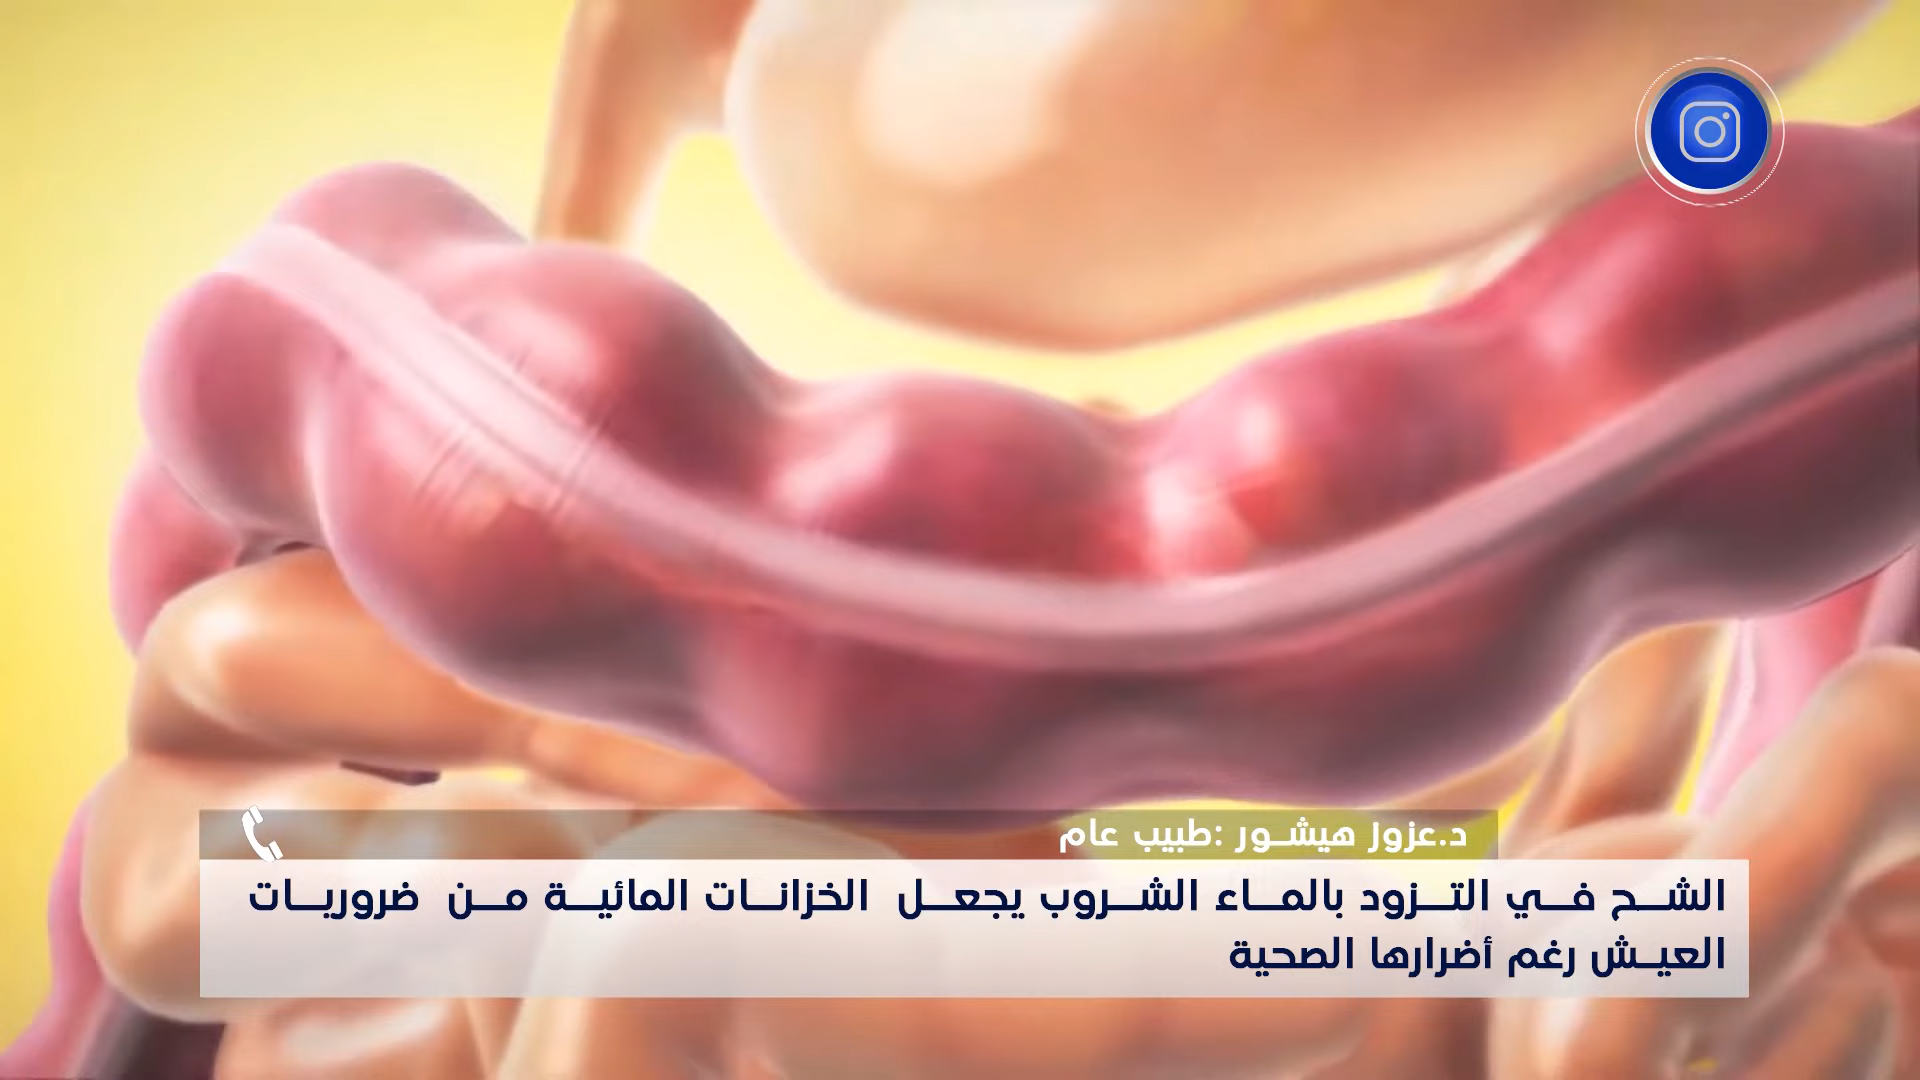 د.عزوز هيشور :طبيب عام
الشح في التزود بالماء الشروب يجعل الخزانات المائية من ضروريات
العيش رغم أضرارها الصحية